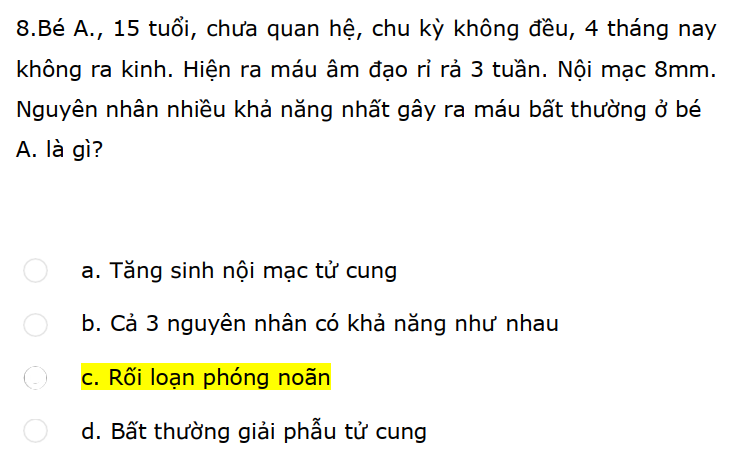 8.Bé A., 15 tuổi, chưa quan hệ, chu kỳ không đều, 4 tháng nay
không ra kinh. Hiện ra máu âm đạo rỉ rả 3 tuần. Nội mạc 8mm.
Nguyên nhân nhiều khả năng nhất gây ra máu bất thường ở bé
A. là gì?
a. Tăng sinh nội mạc tử cung
b. Cả 3 nguyên nhân có khả năng như nhau
c. Rối loạn phóng noãn
d. Bất thường giải phẫu tử cung